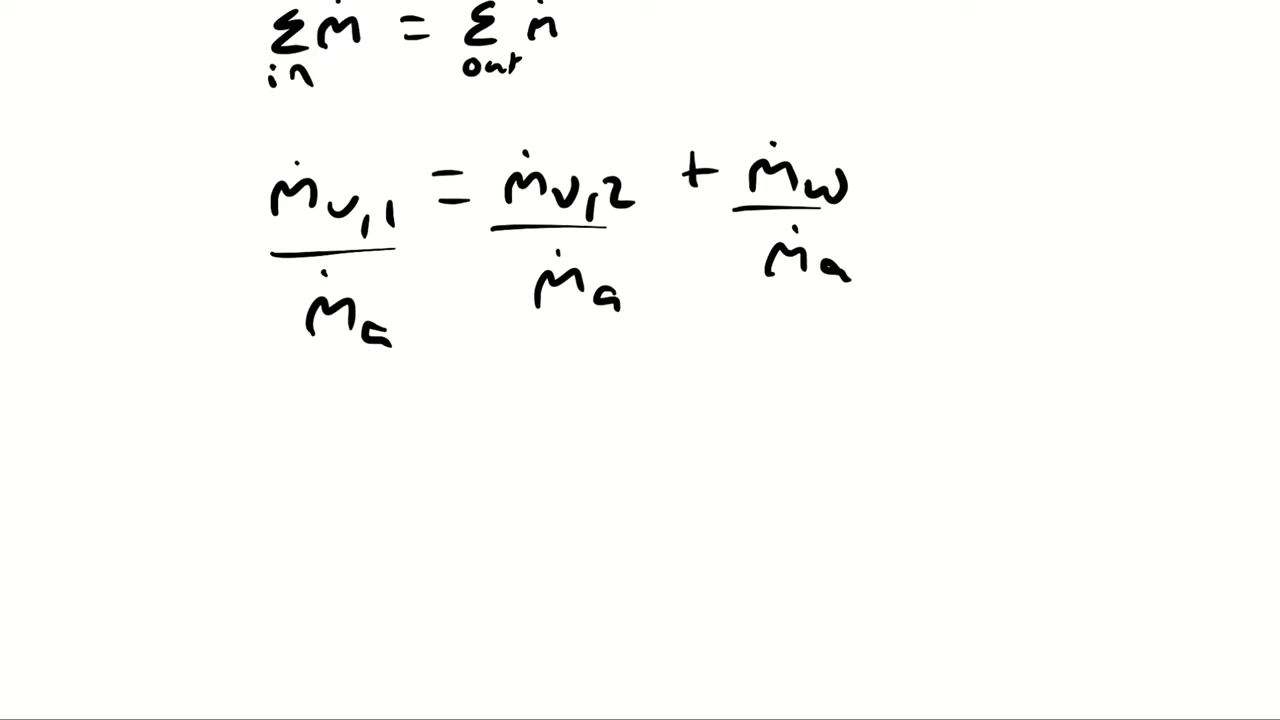 Σ ṁ = Σ ṁ
in out
ṁv,1 = ṁv,2 + ṁw
ṁa ṁa ṁa